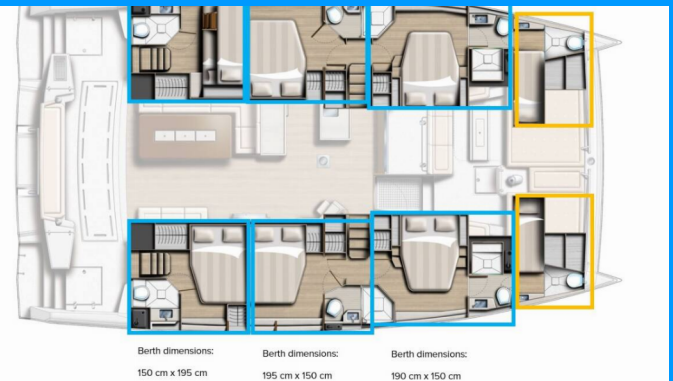 Berth dimensions:
150 cm x 195 cm
Berth dimensions:
195 cm x 150 cm
Berth dimensions:
190 cm x 150 cm